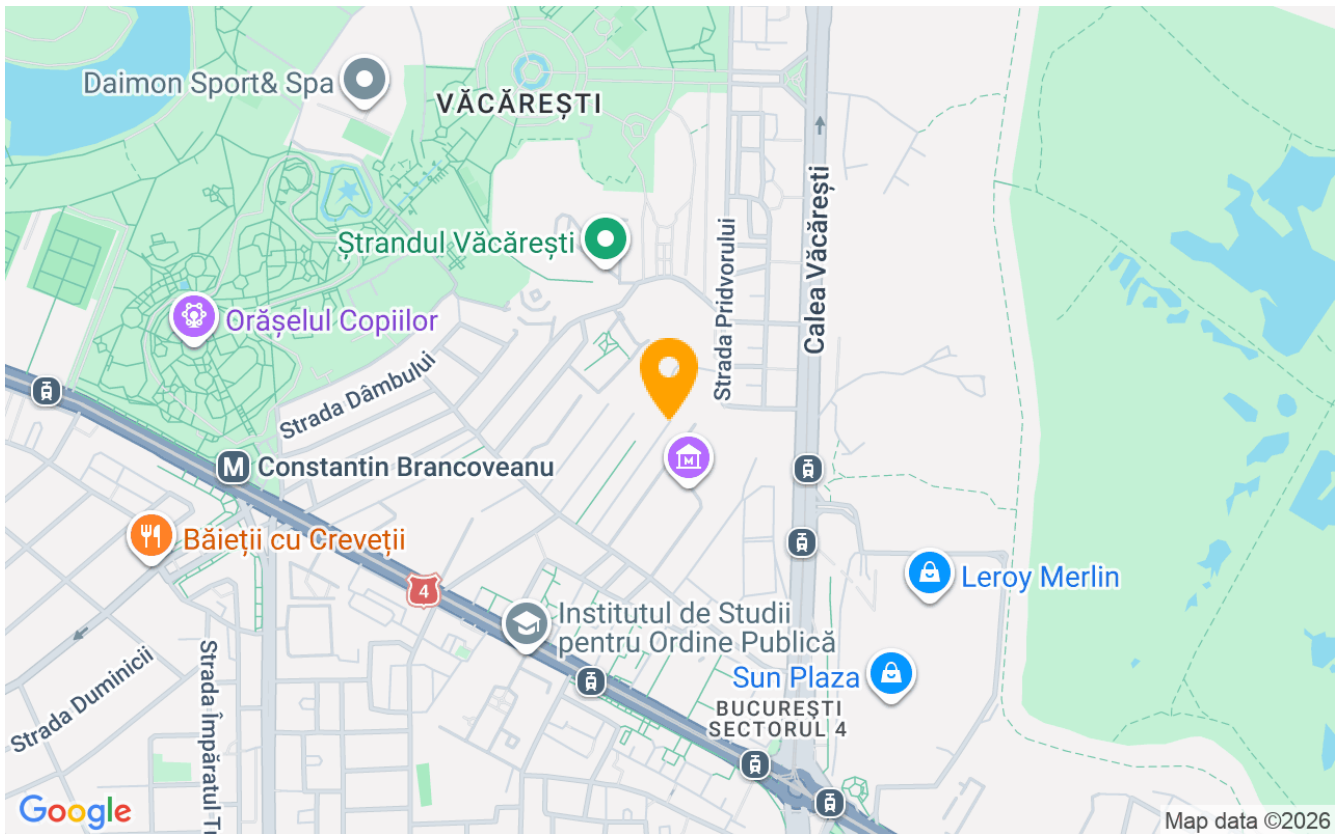 Daimon Sport& Spa
VĂCĂREȘTI
Ștrandul Văcărești
Strada Pridvorului
Calea Văcărești
Orășelul Copiilor
Strada Dâmbului
M Constantin Brancoveanu
M
Băieții cu Creveții
4
Leroy Merlin
Institutul de Studii
pentru Ordine Publică
Sun Plaza
BUCUREȘTI
SECTORUL 4
Strada Duminicii
Strada Împăratul Tr
Google
Map data ©2026